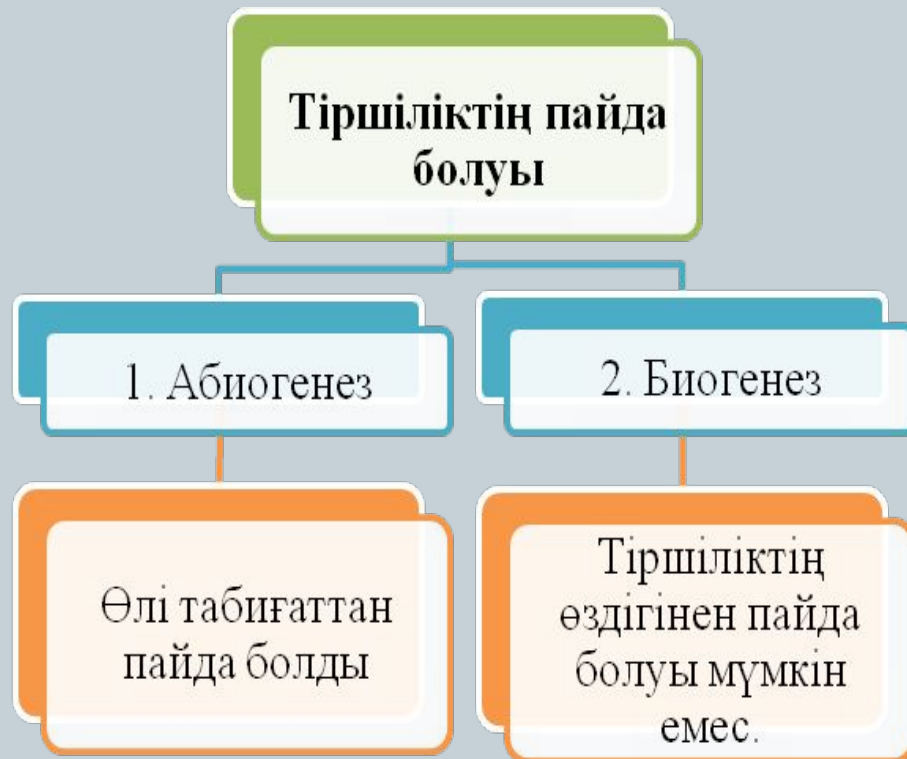 Тіршіліктің пайда
болуы
1. Абиогенез
2. Биогенез
Өлі табиғаттан
пайда болды
Тіршіліктің
өздігінен пайда
болуы мүмкін
емес.